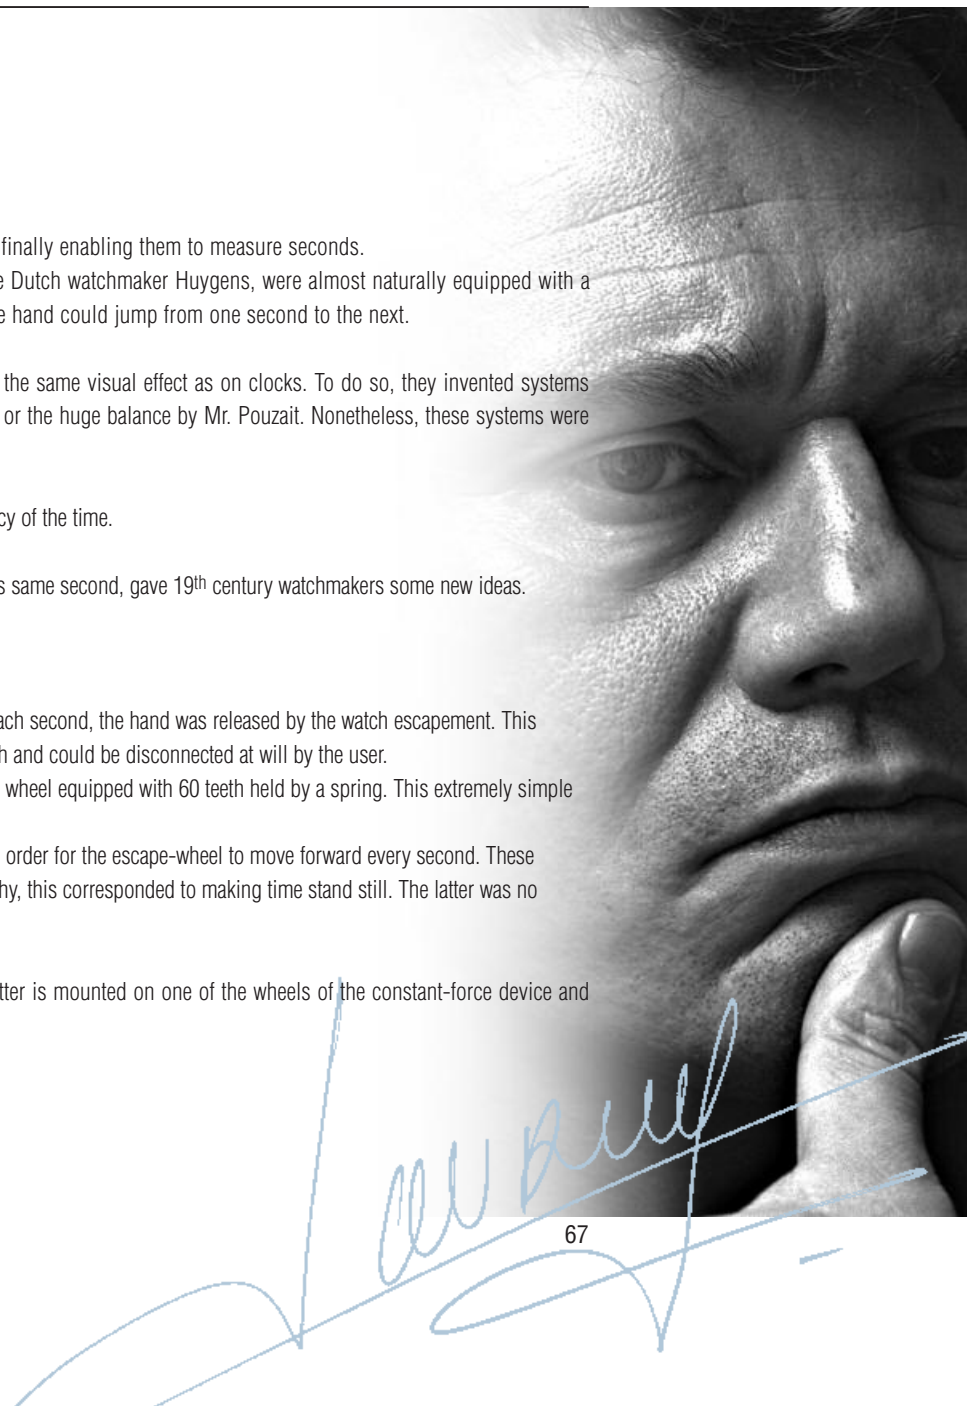 finally enabling them to measure seconds.
e Dutch watchmaker Huygens, were almost naturally equipped with a
e hand could jump from one second to the next.
the same visual effect as on clocks. To do so, they invented systems
or the huge balance by Mr. Pouzait. Nonetheless, these systems were
cy of the time.
s same second, gave 19th century watchmakers some new ideas.
ach second, the hand was released by the watch escapement. This
h and could be disconnected at will by the user.
wheel equipped with 60 teeth held by a spring. This extremely simple
order for the escape-wheel to move forward every second. These
hy, this corresponded to making time stand still. The latter was no
tter is mounted on one of the wheels of the constant-force device and
67